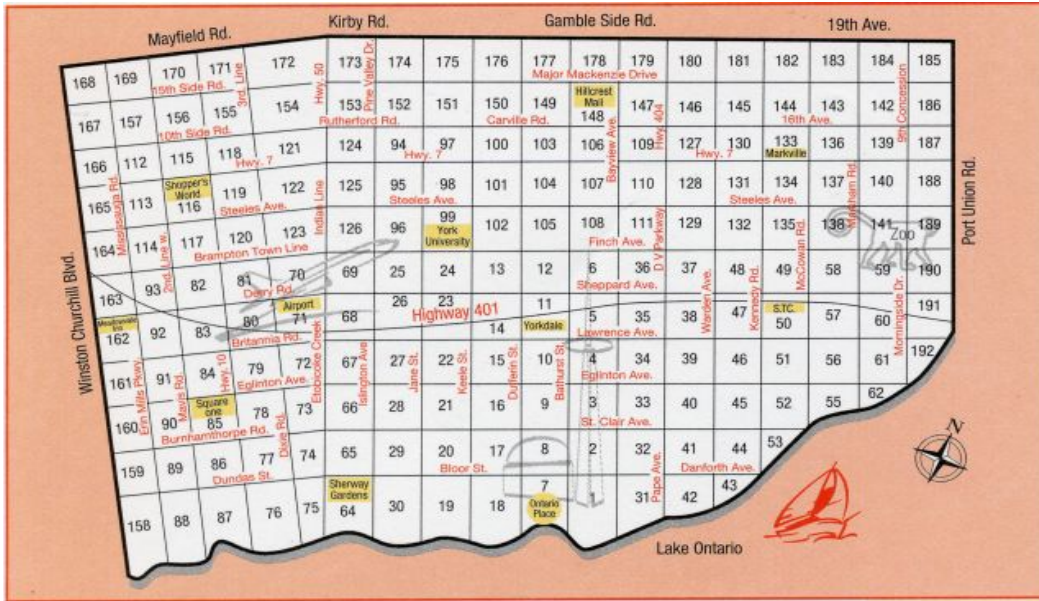 Mayfield Rd.
Kirby Rd.
Gamble Side Rd.
19th Ave.
168 169 170 171 172 173 174 175 176 177 178 179 180 181 182 183 184 185
15th Side Rd.
3rd. Line
Hwy. 50
Pine Valley Dr.
Major Mackenzie Drive
9th Concession
167 157 156 155 154 153 152 151 150 149
Hillcrest
Mall
148 147 146 145 144 143 142 186
10th Side Rd.
Rutherford Rd.
Carville Rd.
Bayview Ave.
Hwy. 404
16th Ave.
166 112 115 118 121 124 94 97 100 103 106 109 127 130 133 136 139 187
Hwy. 7
Hwy. 7
Hwy. 7
Markville
Mississauga Rd.
Shopper's
World
165 113 116 119 122 125 95 98 101 104 107 110 128 131 134 137 140 188
Steeles Ave.
Indian Line
Steeles Ave.
Steeles Ave.
Markham Rd.
Port Union Rd.
164 114 117 120 123 126 96 99 102 105 108 111 129 132 135 138 141 189
York
University
2nd. Line w.
Brampton Town Line
Finch Ave.
D V Parkway
McCowan Rd.
Zoo
Winston Churchill Blvd.
163 93 82 81 70 69 25 24 13 12 6 36 37 48 49 58 59 190
Derry Rd.
Sheppard Ave.
Warden Ave.
Kennedy Rd.
Morningside Dr.
Airport
162 92 83 80 71 68 26 23 14 11 5 35 38 47 50 57 60 191
Highway 401
Yorkdale
S.T.C.
Britannia Rd.
Lawrence Ave.
Etobicoke Creek
161 91 84 79 72 67 27 22 15 10 4 34 39 46 51 56 61 192
Erin Mills Pkwy.
Mavis Rd.
Hwy. 10
Eglinton Ave.
Islington Ave
Jane St.
Keele St.
Dufferin St.
Bathurst St.
Eglinton Ave.
Square
one
160 90 85 78 73 66 28 21 16 9 3 33 40 45 52 55 62
Burnhamthorpe Rd.
Dixie Rd.
St. Clair Ave.
159 89 86 77 74 65 29 20 17 8 2 32 41 44 53
Dundas St.
Bloor St.
Pape Ave.
Danforth Ave.
N
Sherway
Gardens
158 88 87 76 75 64 30 19 18 7 1 31 42 43
Ontario
Place
Lake Ontario